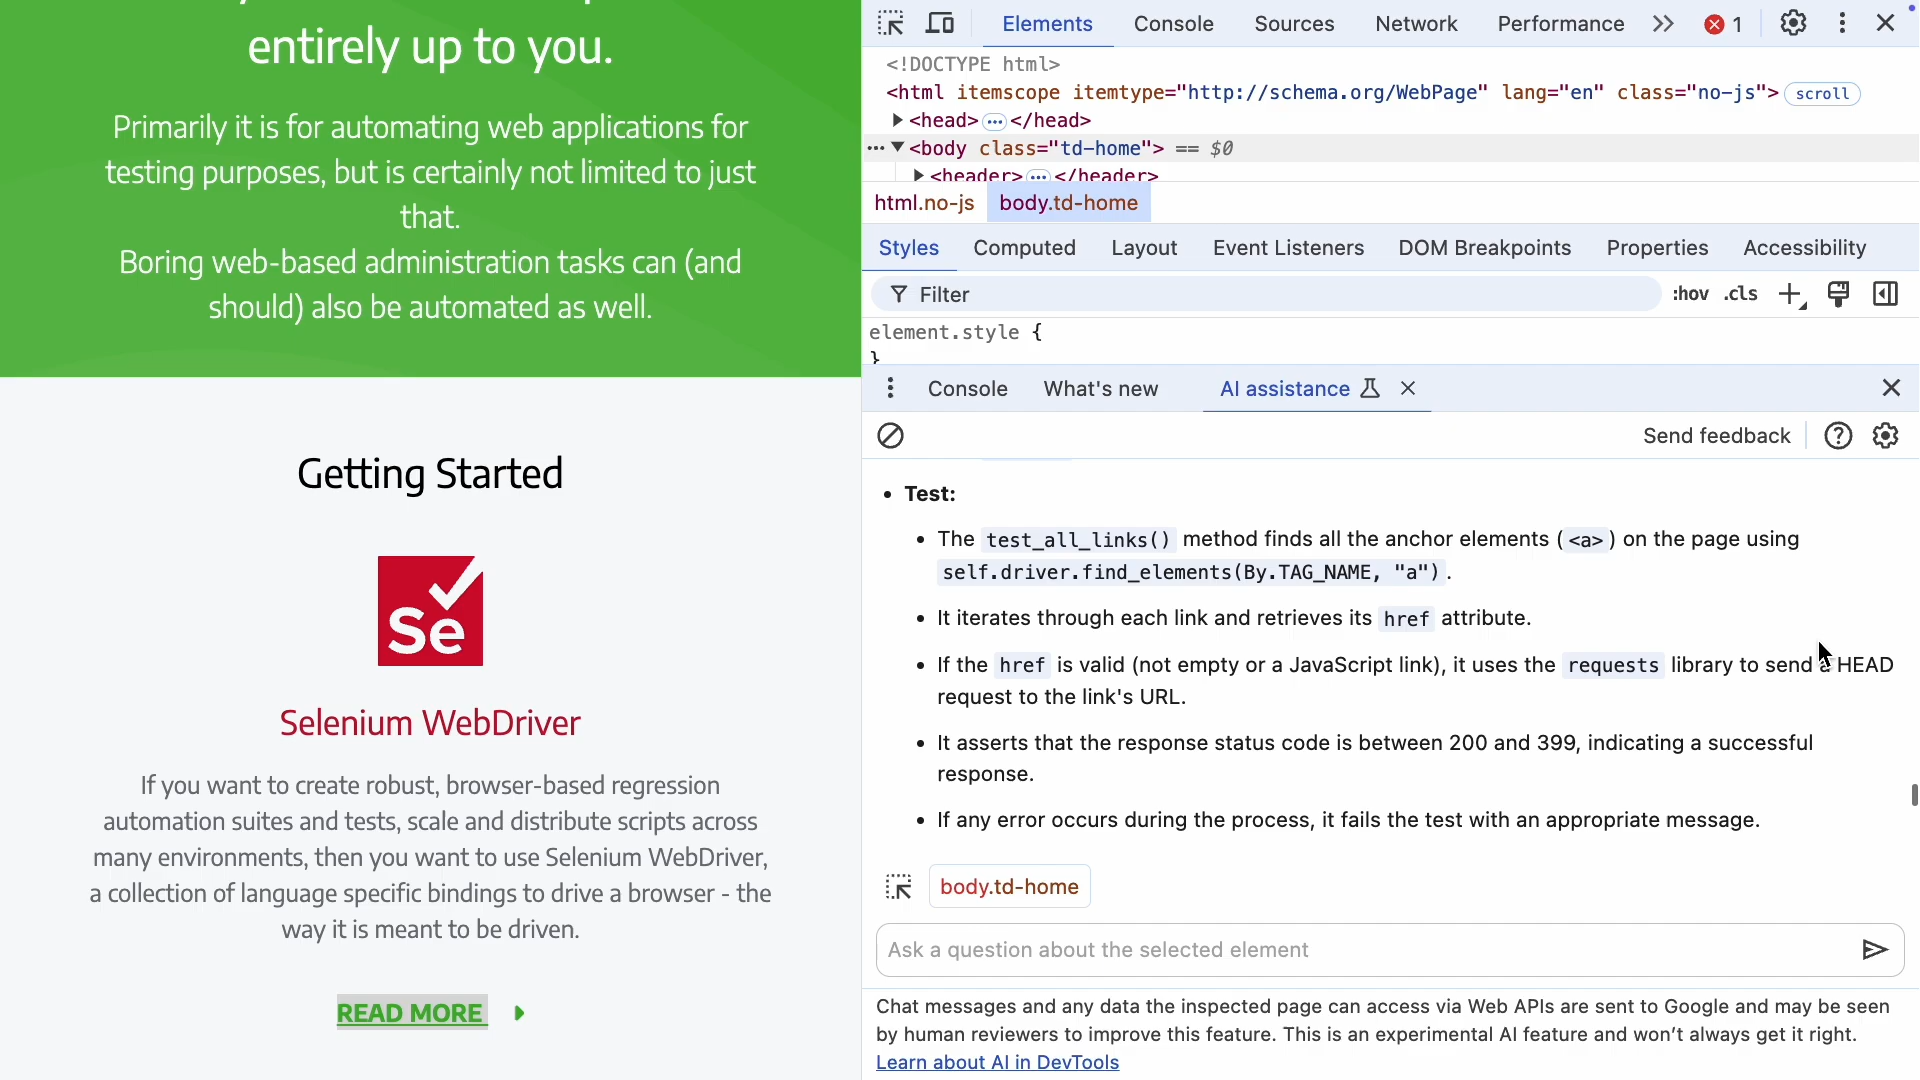 entirely up to you.
Primarily it is for automating web applications for
testing purposes, but is certainly not limited to just
that.
Boring web-based administration tasks can (and
should) also be automated as well.
Getting Started
Se
Selenium WebDriver
If you want to create robust, browser-based regression
automation suites and tests, scale and distribute scripts across
many environments, then you want to use Selenium WebDriver,
a collection of language specific bindings to drive a browser - the
way it is meant to be driven.
READ MORE
Elements Console Sources Network Performance 1
<!DOCTYPE html>
<html itemscope itemtype="http://schema.org/WebPage" lang="en" class="no-js"> scroll
<head> … </head>
… <body class="td-home"> == $0
<header> … </header>
html.no-js body.td-home
Styles Computed Layout Event Listeners DOM Breakpoints Properties Accessibility
Filter :hov .cls
element.style {
}
Console What's new AI assistance
Send feedback
• Test:
• The test_all_links() method finds all the anchor elements ( <a> ) on the page using
self.driver.find_elements(By.TAG_NAME, "a") .
• It iterates through each link and retrieves its href attribute.
• If the href is valid (not empty or a JavaScript link), it uses the requests library to send a HEAD
request to the link's URL.
• It asserts that the response status code is between 200 and 399, indicating a successful
response.
• If any error occurs during the process, it fails the test with an appropriate message.
body.td-home
Ask a question about the selected element
Chat messages and any data the inspected page can access via Web APIs are sent to Google and may be seen
by human reviewers to improve this feature. This is an experimental AI feature and won’t always get it right.
Learn about AI in DevTools